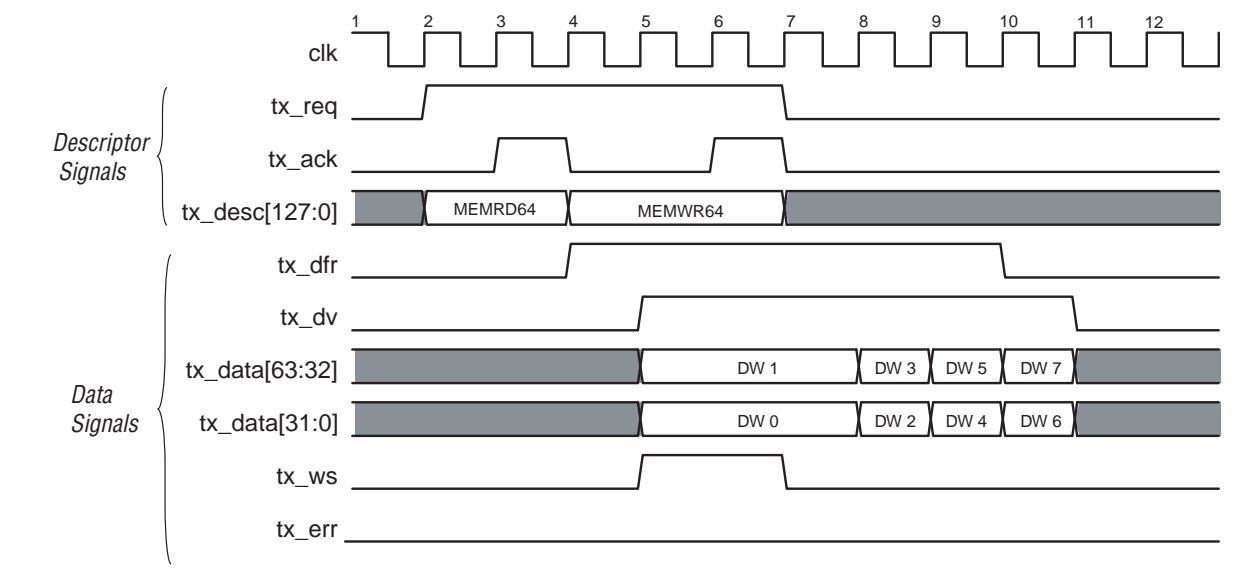 1 2 3 4 5 6 7 8 9 10 11 12
clk
tx_req
Descriptor
Signals
tx_ack
tx_desc[127:0] MEMRD64 MEMWR64
tx_dfr
tx_dv
tx_data[63:32] DW 1 DW 3 DW 5 DW 7
Data
Signals
tx_data[31:0] DW 0 DW 2 DW 4 DW 6
tx_ws
tx_err